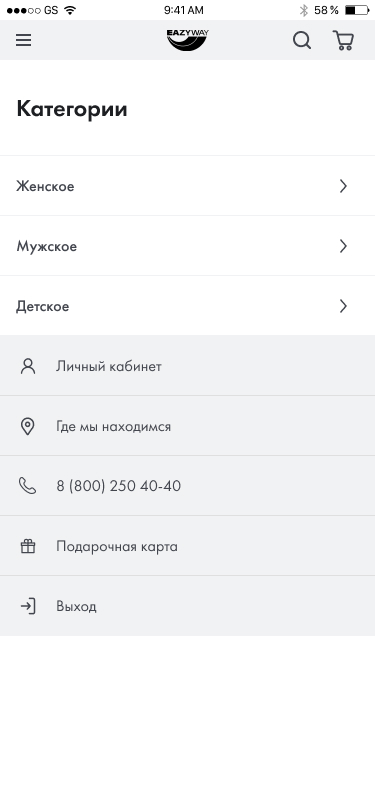 GS 9:41 AM 58 %
EAZYWAY
Категории
Женское
Мужское
Детское
Личный кабинет
Где мы находимся
8 (800) 250 40-40
Подарочная карта
Выход